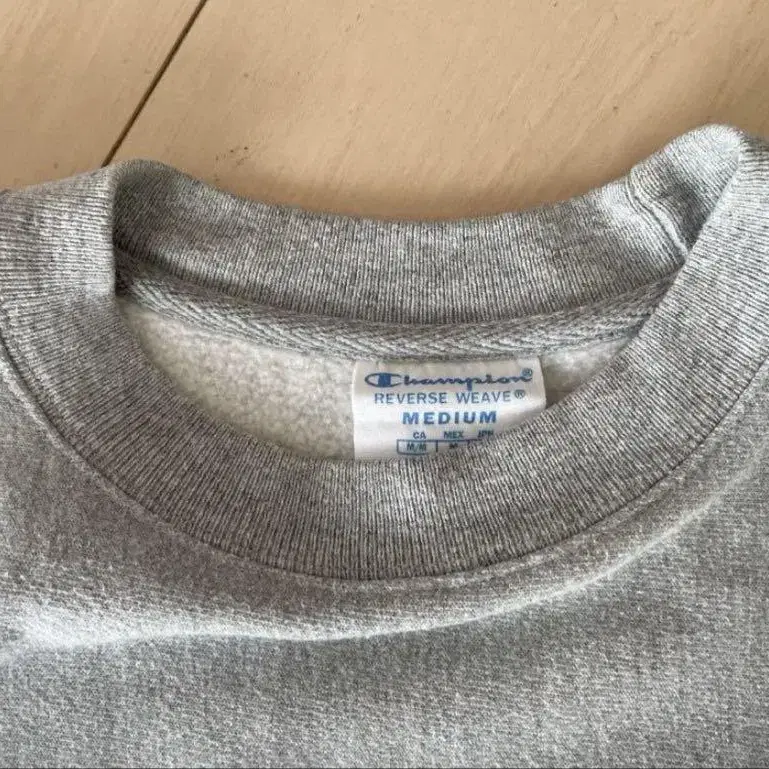 Champion®
REVERSE WEAVE®
MEDIUM
CA MEX JPN
M/M M